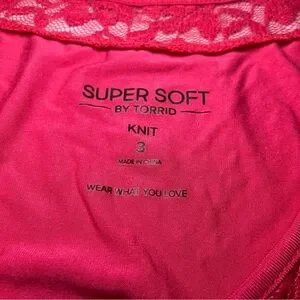 SUPER SOFT
BY TORRID
KNIT
3
MADE IN CHINA
WEAR WHAT YOU LOVE